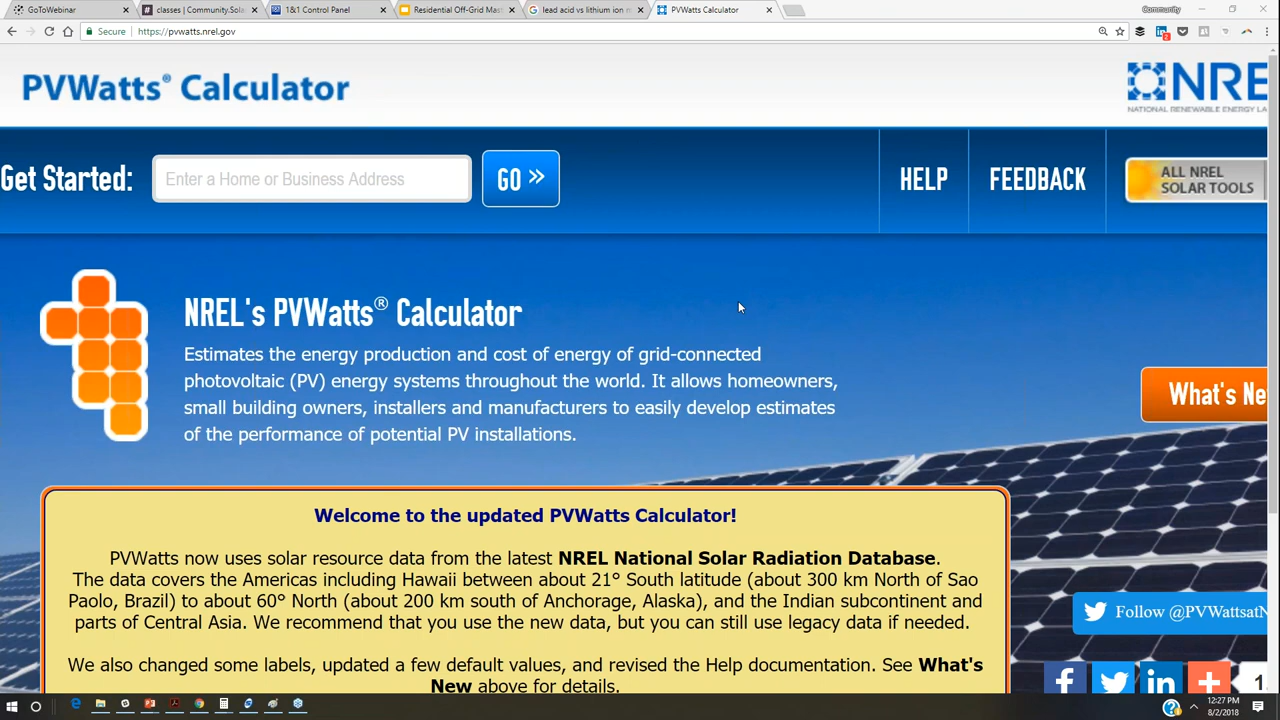 GoToWebinar
classes | Community.Sola
1&1 Control Panel
Residential Off-Grid Mast
lead acid vs lithium ion m
PVWatts Calculator
Community
Secure
https://pvwatts.nrel.gov
PVWatts® Calculator
NRE
NATIONAL RENEWABLE ENERGY LA
Get Started:
Enter a Home or Business Address
GO »
HELP
FEEDBACK
ALL NREL
SOLAR TOOLS
NREL's PVWatts® Calculator
Estimates the energy production and cost of energy of grid-connected
photovoltaic (PV) energy systems throughout the world. It allows homeowners,
small building owners, installers and manufacturers to easily develop estimates
of the performance of potential PV installations.
What's Ne
Welcome to the updated PVWatts Calculator!
PVWatts now uses solar resource data from the latest NREL National Solar Radiation Database.
The data covers the Americas including Hawaii between about 21° South latitude (about 300 km North of Sao
Paolo, Brazil) to about 60° North (about 200 km south of Anchorage, Alaska), and the Indian subcontinent and
parts of Central Asia. We recommend that you use the new data, but you can still use legacy data if needed.
Follow @PVWattsatN
We also changed some labels, updated a few default values, and revised the Help documentation. See What's
New above for details.
1
12:27 PM
8/2/2018